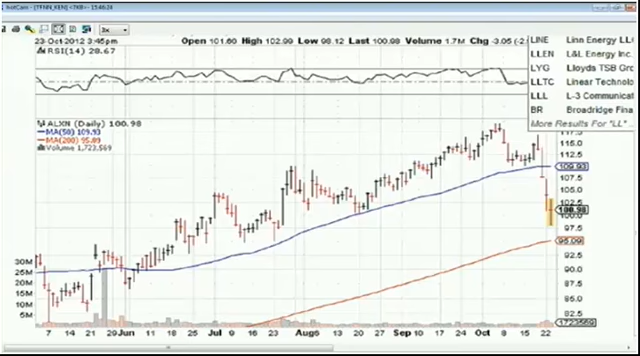 23-Oct-2012 3:45pm
Open 101.60 High 102.99 Low 98.12 Last 100.98 Volume 1.7M Chg -3.05
RSI(14) 28.67
LINE Linn Energy LLC
LLEN L&L Energy Inc.
LYG Lloyds TSB Gro
LLTC Linear Technolo
LLL L-3 Communicat
BR Broadridge Fina
More Results For "LL"
ALXN (Daily) 100.98
MA(50) 109.93
MA(200) 95.09
Volume 1,723,569
117.5
115.0
112.5
109.93
107.5
105.0
102.5
100.98
100.0
97.5
95.09
92.5
90.0
87.5
85.0
82.5
1723569
30M
25M
20M
15M
10M
5M
7 14 21 Jun 11 18 25 Jul 9 16 23 Aug6 13 20 27 Sep 10 17 24 Oct 8 15 22